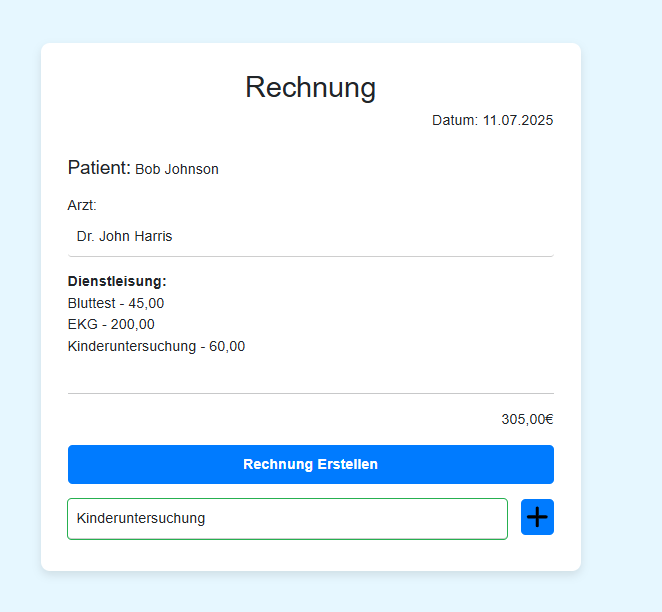 Rechnung
Datum: 11.07.2025
Patient: Bob Johnson
Arzt:
Dr. John Harris
Dienstleisung:
Bluttest - 45,00
EKG - 200,00
Kinderuntersuchung - 60,00
305,00€
Rechnung Erstellen
Kinderuntersuchung